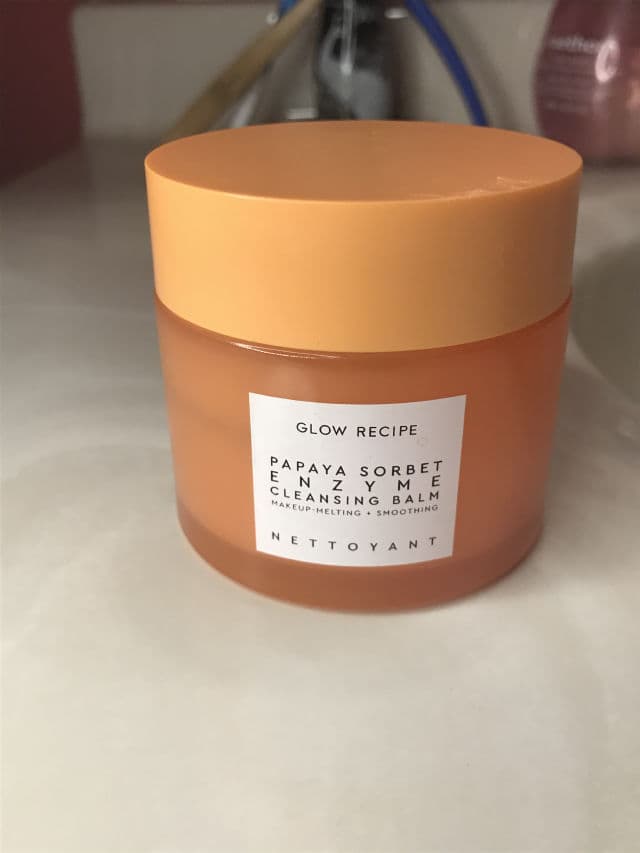 GLOW RECIPE
PAPAYA SORBET
ENZYME
CLEANSING BALM
MAKEUP-MELTING + SMOOTHING
NETTOYANT